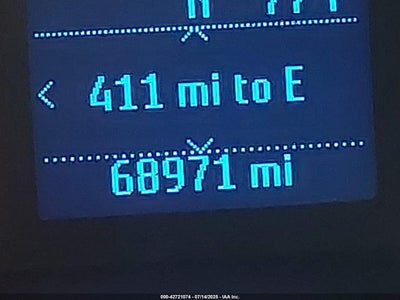 < 411 mi to E
68971 mi
000-42721074 - 07/14/2025 - IAA Inc.